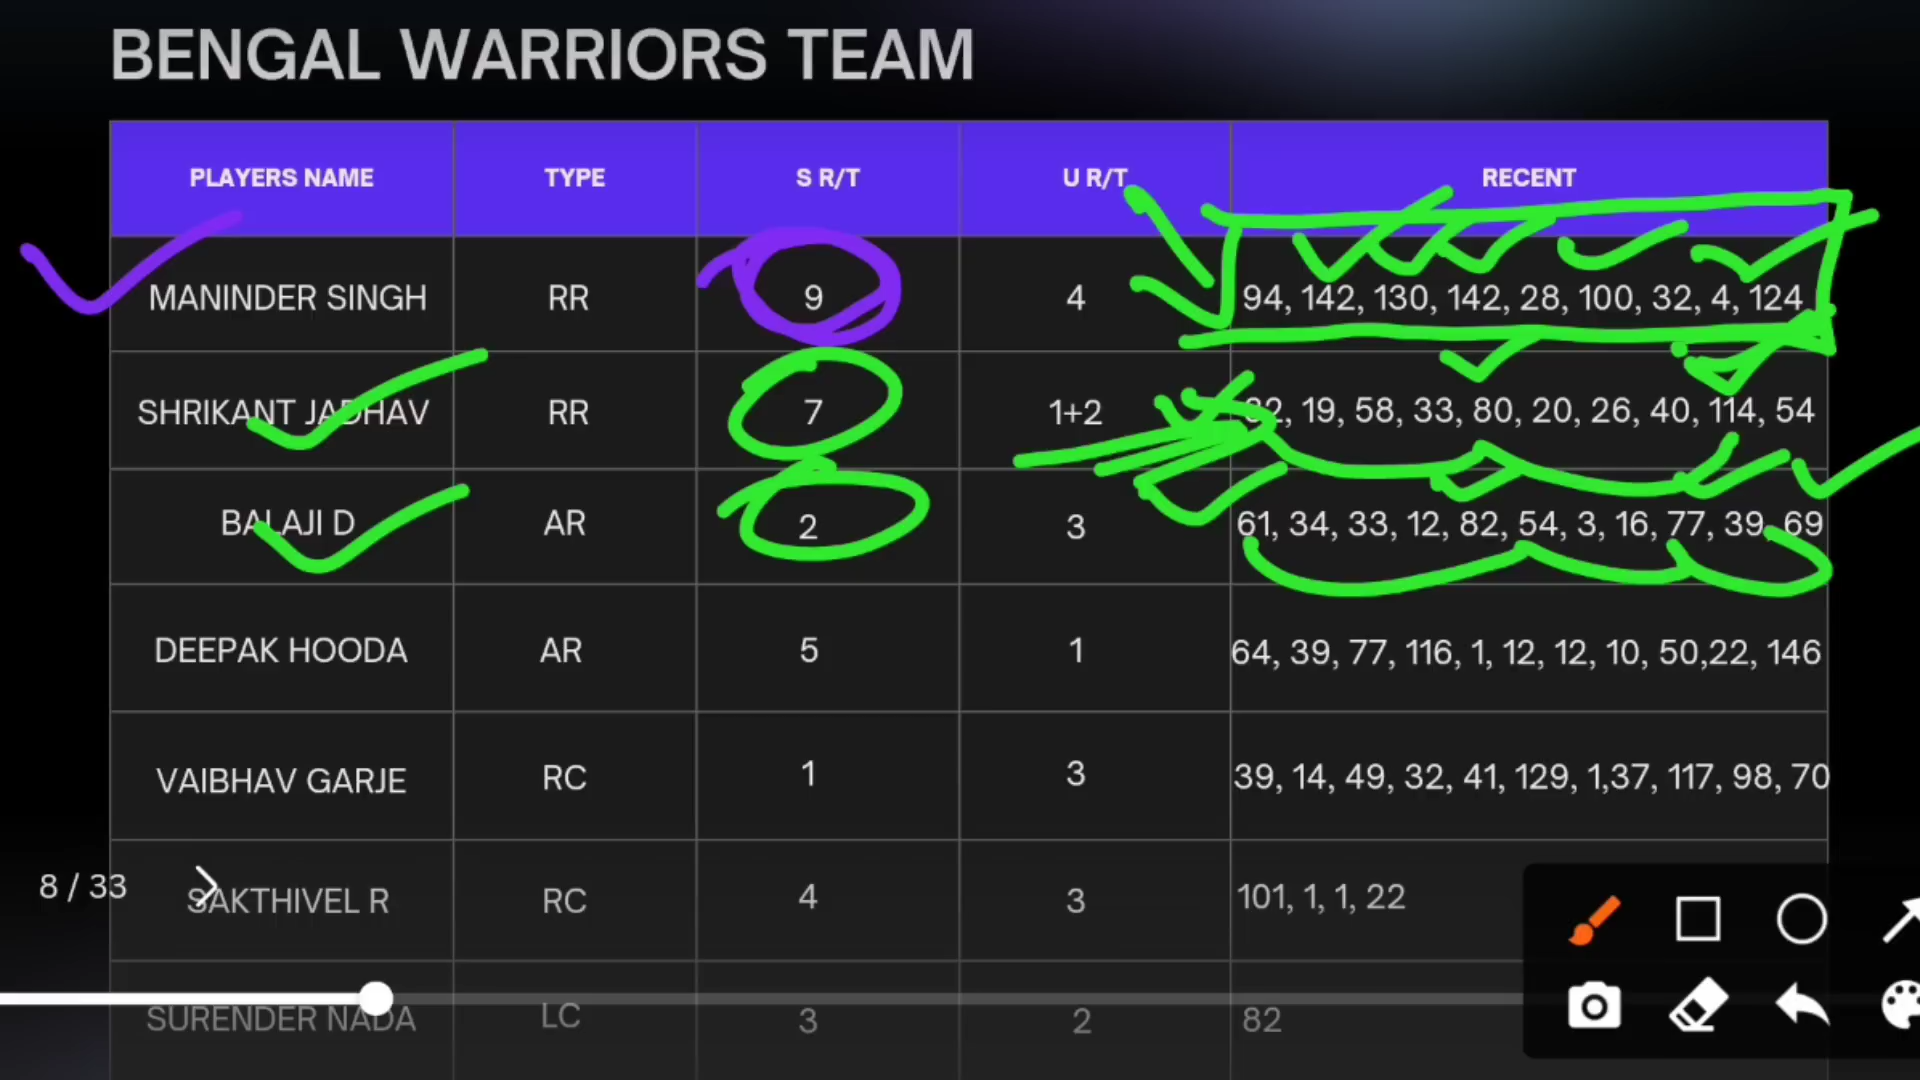 BENGAL WARRIORS TEAM
PLAYERS NAME TYPE S R/T U R/T RECENT
MANINDER SINGH RR 9 4 94, 142, 130, 142, 28, 100, 32, 4, 124
SHRIKANT JADHAV RR 7 1+2 19, 58, 33, 80, 20, 26, 40, 114, 54
BALAJI D AR 2 3 61, 34, 33, 12, 82, 54, 3, 16, 77, 39, 69
DEEPAK HOODA AR 5 1 64, 39, 77, 116, 1, 12, 12, 10, 50,22, 146
VAIBHAV GARJE RC 1 3 39, 14, 49, 32, 41, 129, 1,37, 117, 98, 70
8 / 33
SAKTHIVEL R RC 4 3 101, 1, 1, 22
SURENDER NADA LC 3 2 82